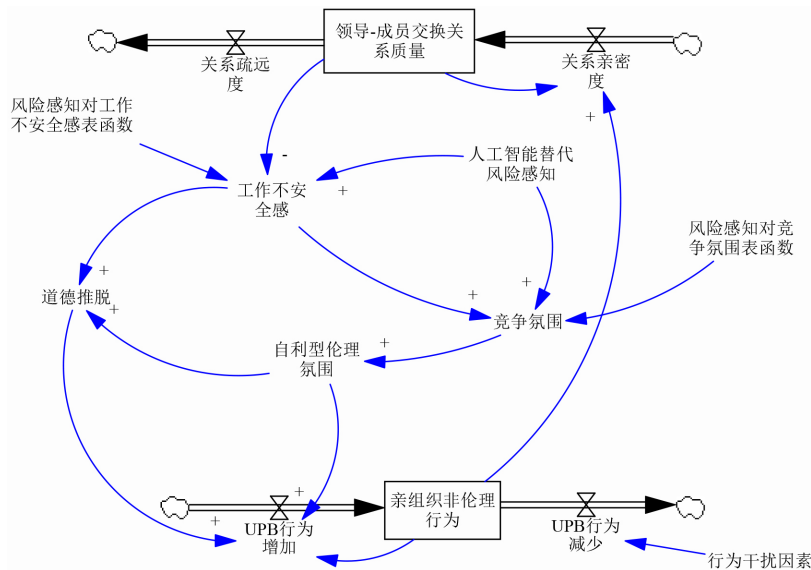 领导-成员交换关
系质量
关系疏远
度
关系亲密
度
风险感知对工作
不安全感表函数
+
-
人工智能替代
风险感知
工作不安
全感
+
风险感知对竞
争氛围表函数
+
道德推脱
+
+
+
竞争氛围
+
自利型伦理
氛围
+
亲组织非伦理
行为
+
UPB行为
增加
UPB行为
减少
行为干扰因素